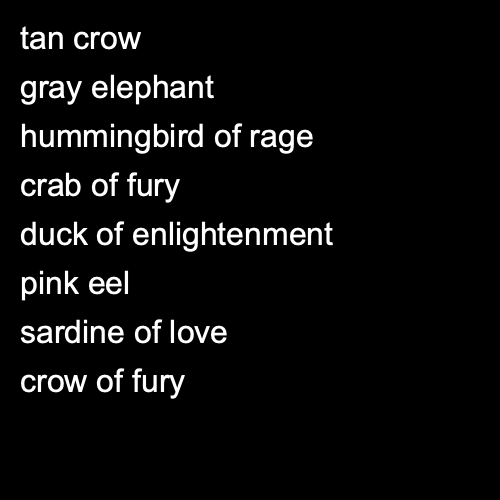 tan crow
gray elephant
hummingbird of rage
crab of fury
duck of enlightenment
pink eel
sardine of love
crow of fury